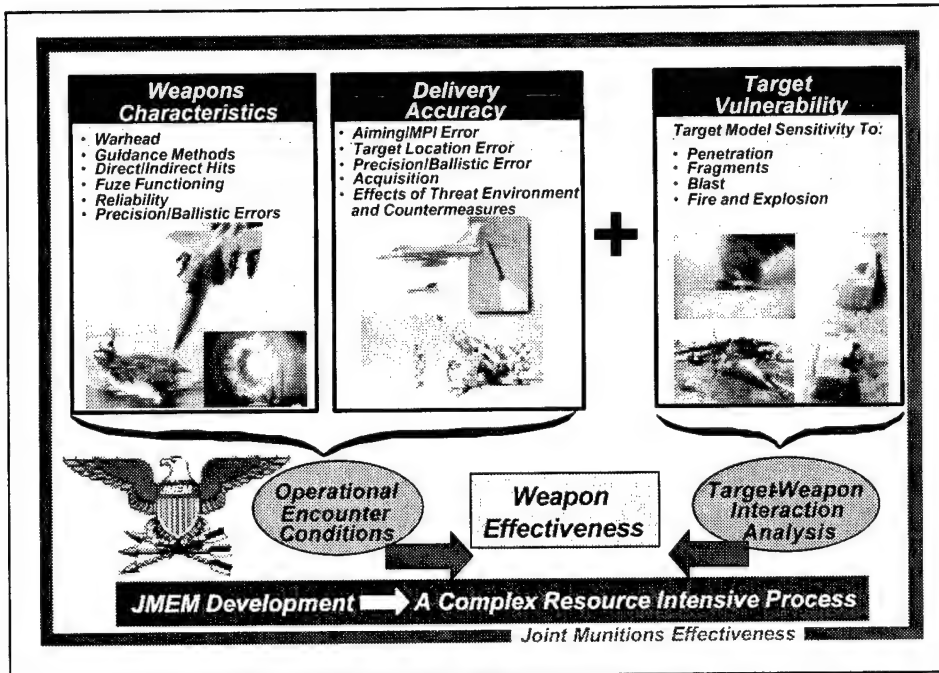 Weapons
Characteristics
• Warhead
• Guidance Methods
• Direct/Indirect Hits
• Fuze Functioning
• Reliability
• Precision/Ballistic Errors
Delivery
Accuracy
• Aiming/MPI Error
• Target Location Error
• Precision/Ballistic Error
• Acquisition
• Effects of Threat Environment
and Countermeasures
+
Target
Vulnerability
Target Model Sensitivity To:
• Penetration
• Fragments
• Blast
• Fire and Explosion
Operational
Encounter
Conditions
Weapon
Effectiveness
Target-Weapon
Interaction
Analysis
JMEM Development A Complex Resource Intensive Process
Joint Munitions Effectiveness